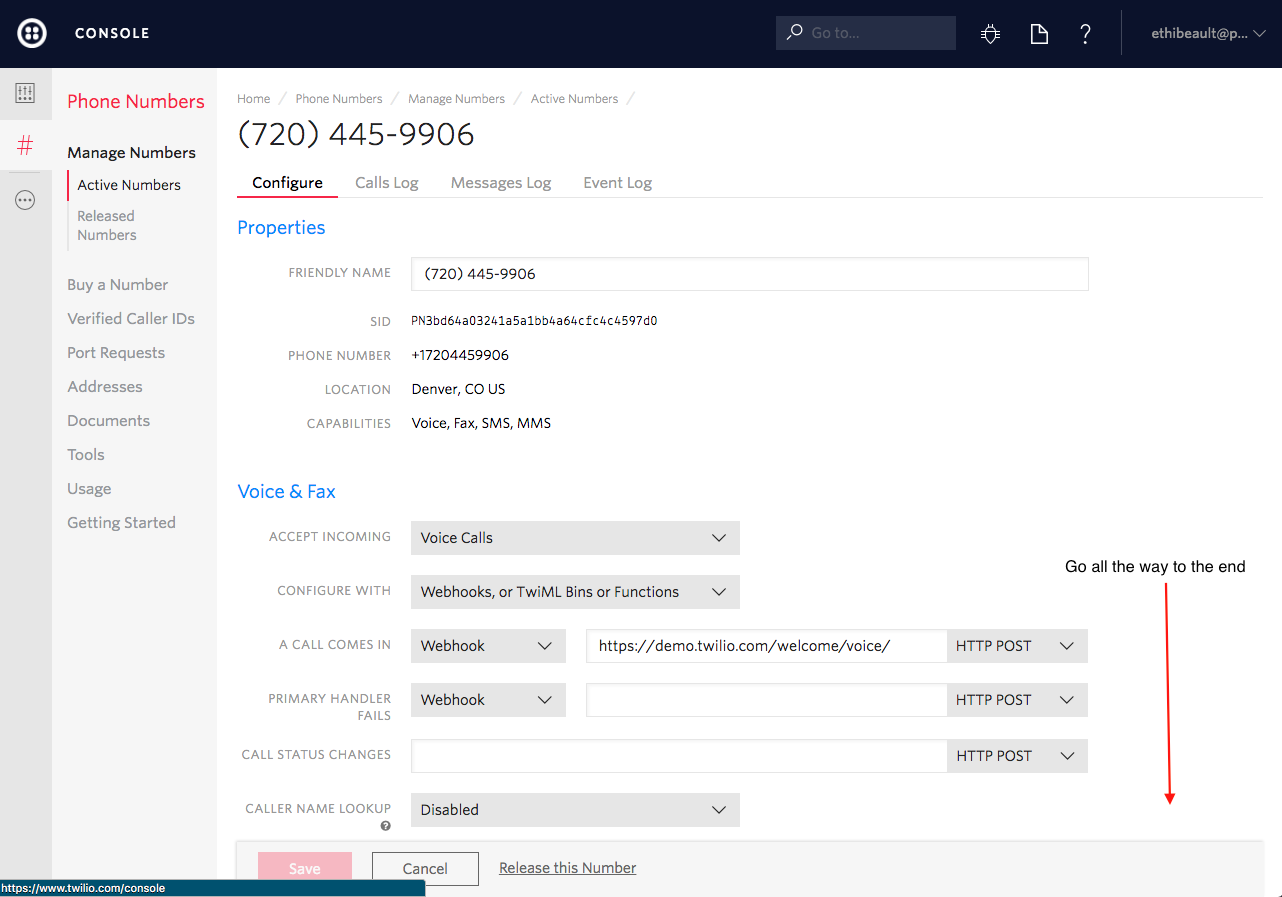 CONSOLE
Go to...
?
ethibeault@p...
Phone Numbers
Manage Numbers
Active Numbers
Released
Numbers
Buy a Number
Verified Caller IDs
Port Requests
Addresses
Documents
Tools
Usage
Getting Started
Home / Phone Numbers / Manage Numbers / Active Numbers /
(720) 445-9906
Configure Calls Log Messages Log Event Log
Properties
FRIENDLY NAME (720) 445-9906
SID PN3bd64a03241a5a1bb4a64cfc4c4597d0
PHONE NUMBER +17204459906
LOCATION Denver, CO US
CAPABILITIES Voice, Fax, SMS, MMS
Voice & Fax
ACCEPT INCOMING Voice Calls
Go all the way to the end
CONFIGURE WITH Webhooks, or TwiML Bins or Functions
A CALL COMES IN Webhook https://demo.twilio.com/welcome/voice/ HTTP POST
PRIMARY HANDLER
FAILS Webhook HTTP POST
CALL STATUS CHANGES HTTP POST
CALLER NAME LOOKUP Disabled
?
Save Cancel Release this Number
https://www.twilio.com/console